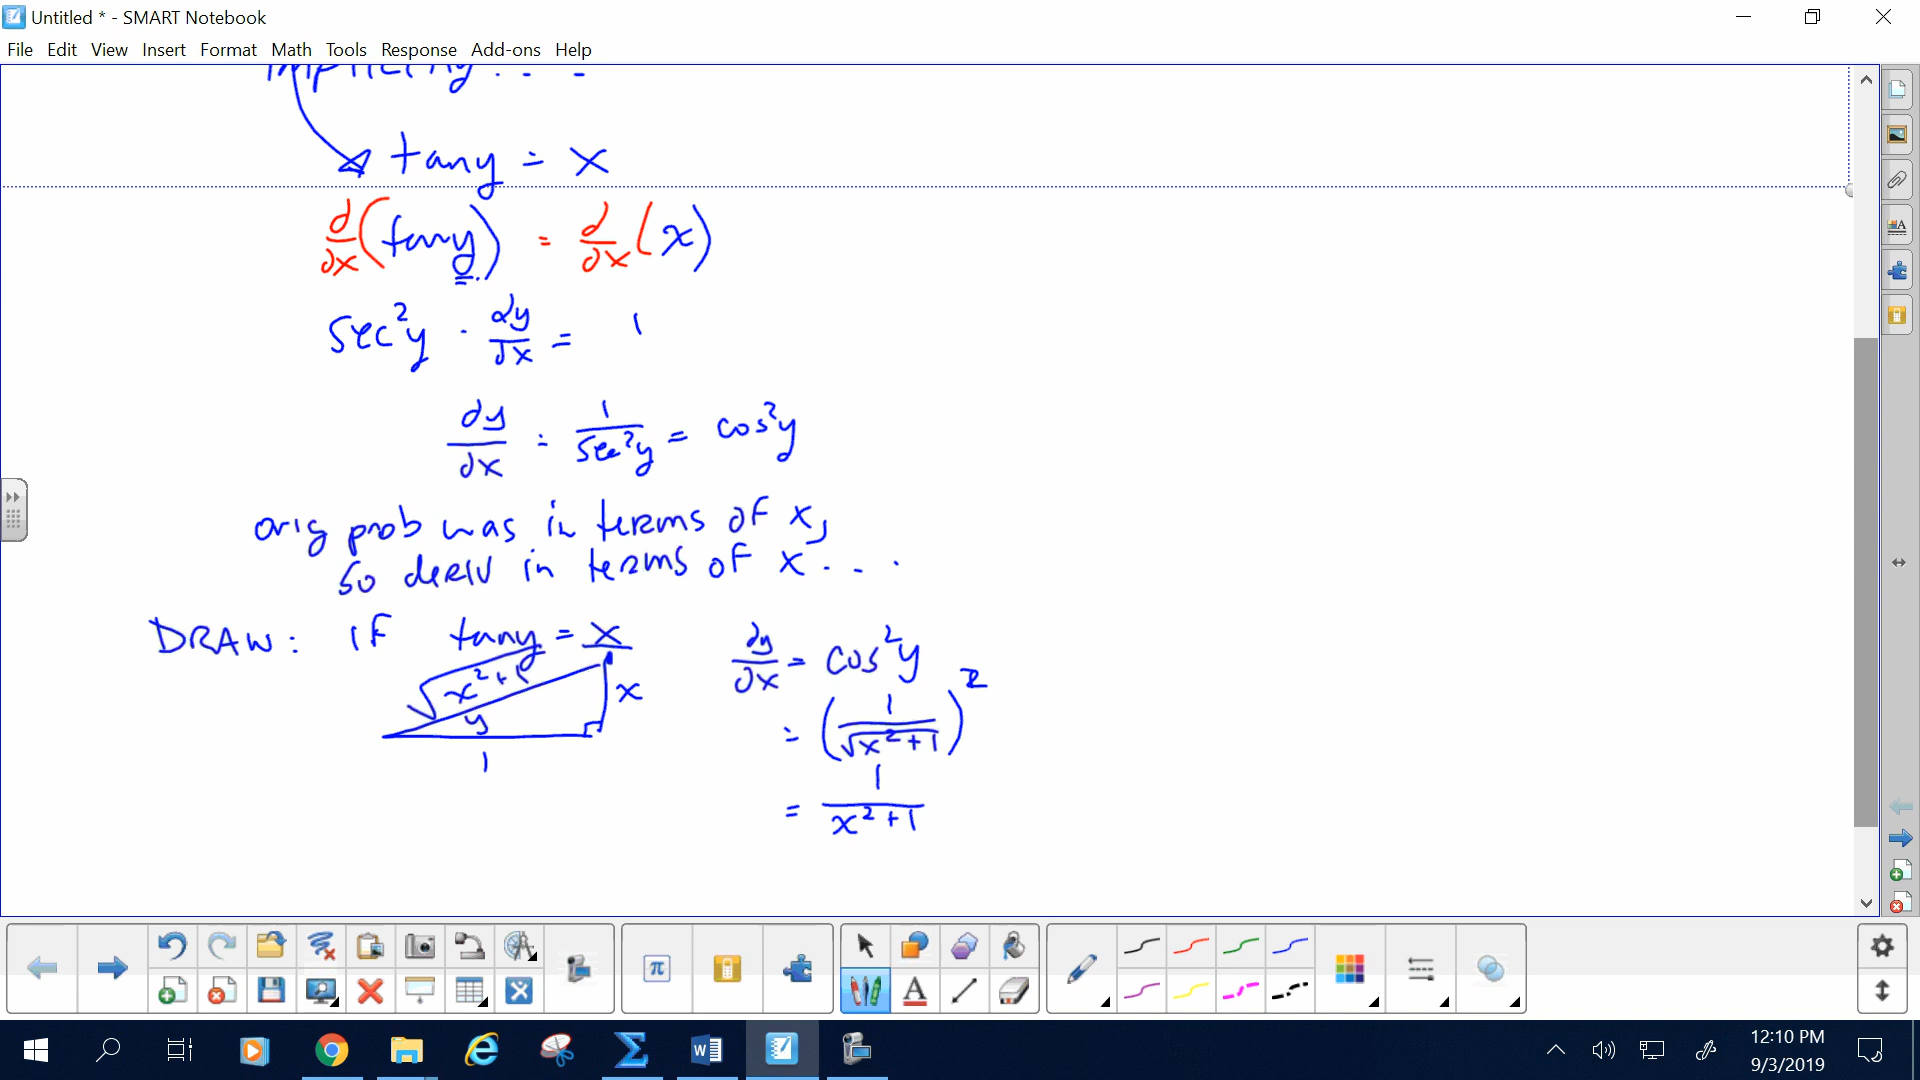 Untitled * - SMART Notebook
File Edit View Insert Format Math Tools Response Add-ons Help
tan y = x
d/dx (tan y) = d/dx (x)
sec²y · dy/dx = 1
dy/dx = 1/sec²y = cos²y
orig prob was in terms of x,
so deriv in terms of x ...
DRAW: IF tan y = x
√x²+1
x
y
1
dy/dx = cos²y
= (1/√x²+1)²
= 1/x²+1
π
A
12:10 PM
9/3/2019